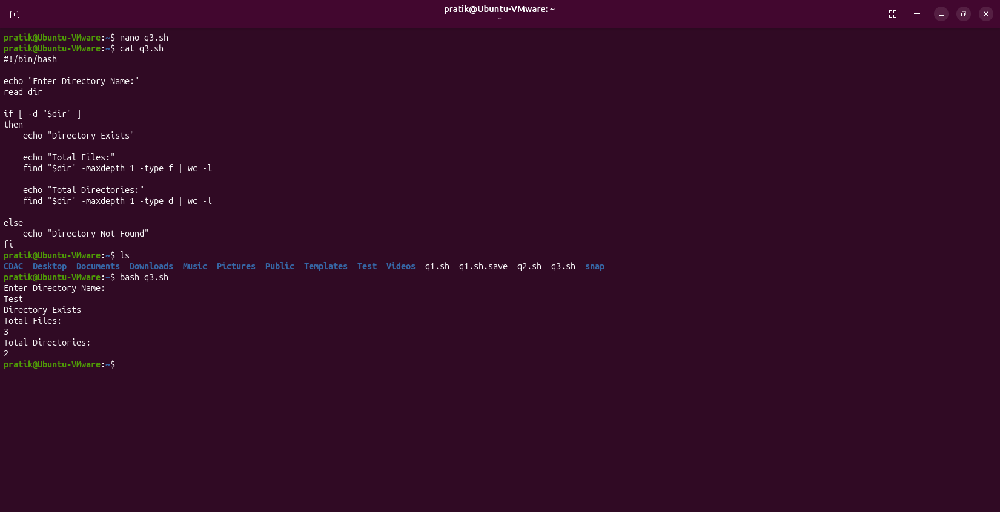 pratik@Ubuntu-VMware: ~
~
pratik@Ubuntu-VMware:~$ nano q3.sh
pratik@Ubuntu-VMware:~$ cat q3.sh
#!/bin/bash

echo "Enter Directory Name:"
read dir

if [ -d "$dir" ]
then
    echo "Directory Exists"

    echo "Total Files:"
    find "$dir" -maxdepth 1 -type f | wc -l

    echo "Total Directories:"
    find "$dir" -maxdepth 1 -type d | wc -l

else
    echo "Directory Not Found"
fi
pratik@Ubuntu-VMware:~$ ls
CDAC  Desktop  Documents  Downloads  Music  Pictures  Public  Templates  Test  Videos  q1.sh  q1.sh.save  q2.sh  q3.sh  snap
pratik@Ubuntu-VMware:~$ bash q3.sh
Enter Directory Name:
Test
Directory Exists
Total Files:
3
Total Directories:
2
pratik@Ubuntu-VMware:~$